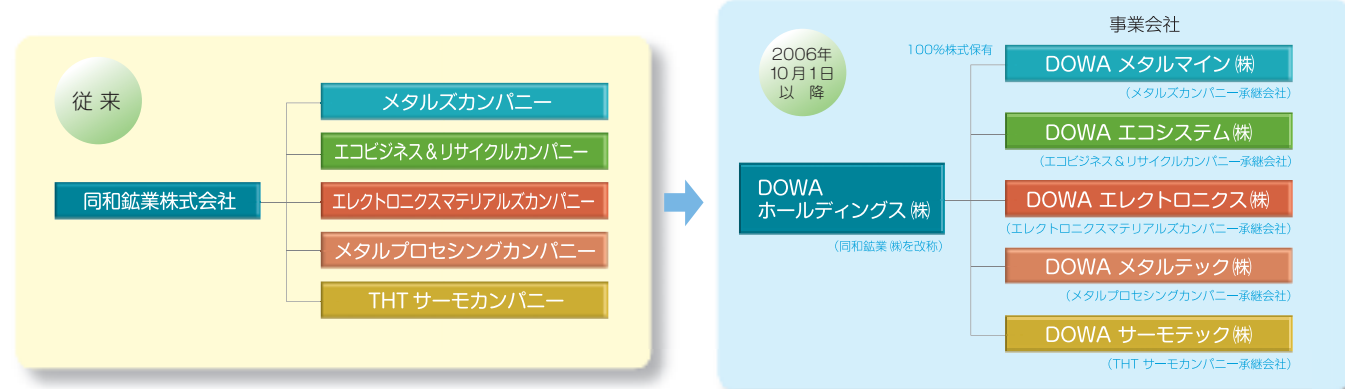 従来
同和鉱業株式会社
メタルズカンパニー
エコビジネス&リサイクルカンパニー
エレクトロニクスマテリアルズカンパニー
メタルプロセシングカンパニー
THT サーモカンパニー
2006年
10月1日
以 降
DOWA
ホールディングス㈱
(同和鉱業㈱を改称)
事業会社
100%株式保有
DOWA メタルマイン㈱
(メタルズカンパニー承継会社)
DOWA エコシステム㈱
(エコビジネス&リサイクルカンパニー承継会社)
DOWA エレクトロニクス㈱
(エレクトロニクスマテリアルズカンパニー承継会社)
DOWA メタルテック㈱
(メタルプロセシングカンパニー承継会社)
DOWA サーモテック㈱
(THT サーモカンパニー承継会社)